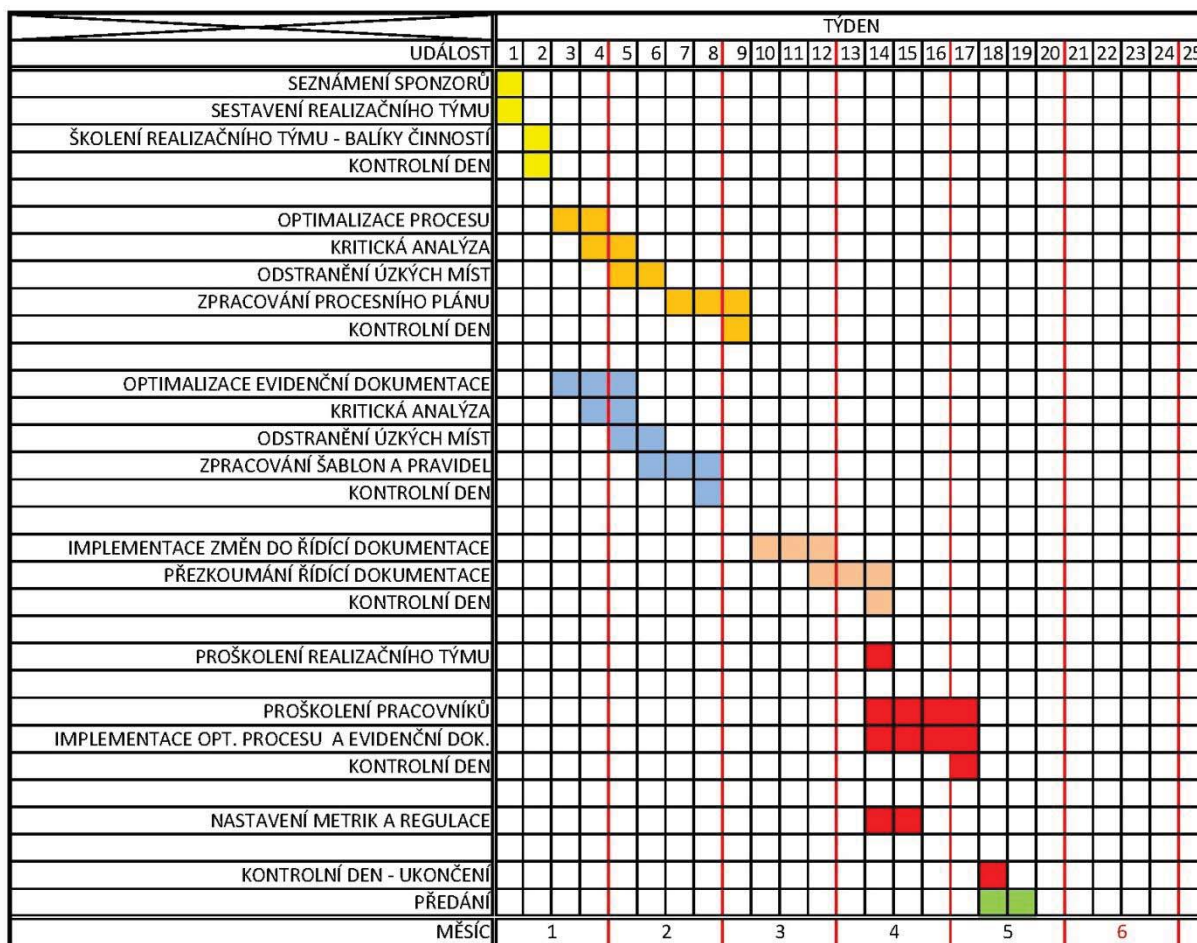 TÝDEN
UDÁLOST 1 2 3 4 5 6 7 8 9 10 11 12 13 14 15 16 17 18 19 20 21 22 23 24 25
SEZNÁMENÍ SPONZORŮ
SESTAVENÍ REALIZAČNÍHO TÝMU
ŠKOLENÍ REALIZAČNÍHO TÝMU - BALÍKY ČINNOSTÍ
KONTROLNÍ DEN
OPTIMALIZACE PROCESU
KRITICKÁ ANALÝZA
ODSTRANĚNÍ ÚZKÝCH MÍST
ZPRACOVÁNÍ PROCESNÍHO PLÁNU
KONTROLNÍ DEN
OPTIMALIZACE EVIDENČNÍ DOKUMENTACE
KRITICKÁ ANALÝZA
ODSTRANĚNÍ ÚZKÝCH MÍST
ZPRACOVÁNÍ ŠABLON A PRAVIDEL
KONTROLNÍ DEN
IMPLEMENTACE ZMĚN DO ŘÍDÍCÍ DOKUMENTACE
PŘEZKOUMÁNÍ ŘÍDÍCÍ DOKUMENTACE
KONTROLNÍ DEN
PROŠKOLENÍ REALIZAČNÍHO TÝMU
PROŠKOLENÍ PRACOVNÍKŮ
IMPLEMENTACE OPT. PROCESU A EVIDENČNÍ DOK.
KONTROLNÍ DEN
NASTAVENÍ METRIK A REGULACE
KONTROLNÍ DEN - UKONČENÍ
PŘEDÁNÍ
MĚSÍC 1 2 3 4 5 6